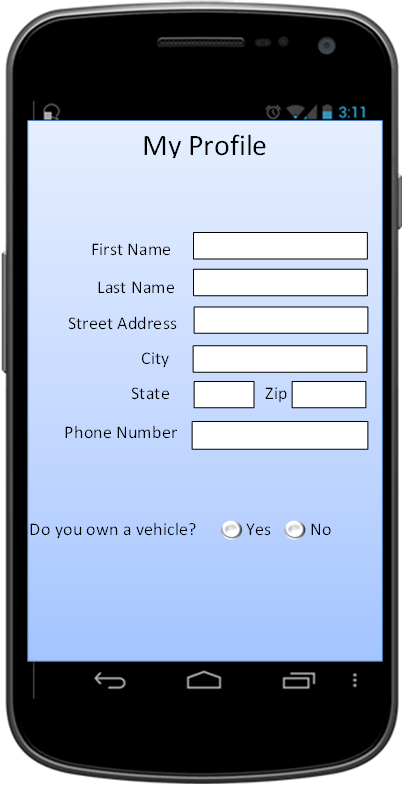 3:11
My Profile
First Name
Last Name
Street Address
City
State Zip
Phone Number
Do you own a vehicle? Yes No